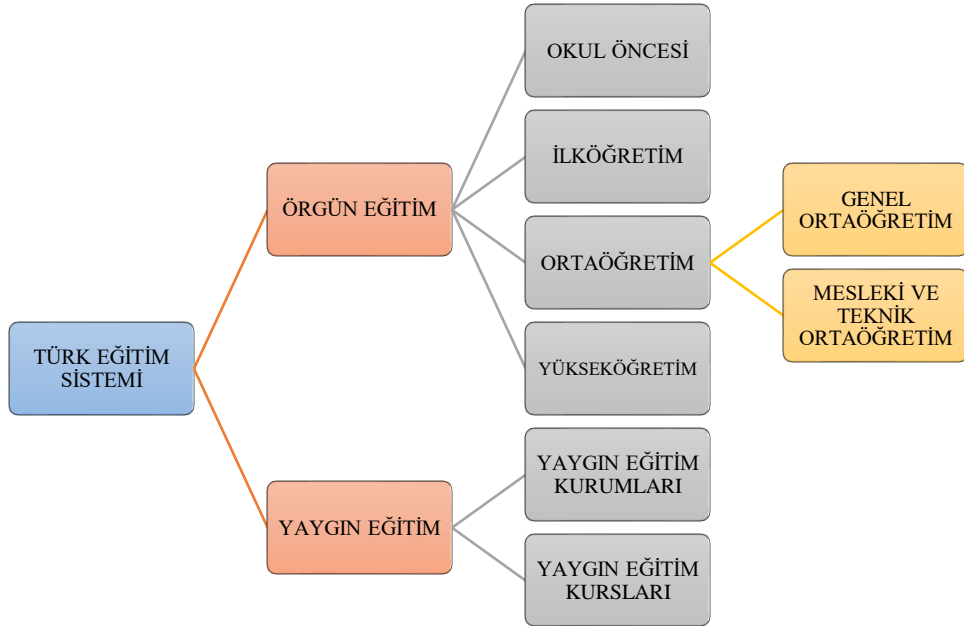 OKUL ÖNCESİ
İLKÖĞRETİM
ÖRGÜN EĞİTİM
GENEL
ORTAÖĞRETİM
ORTAÖĞRETİM
MESLEKİ VE
TEKNİK
ORTAÖĞRETİM
TÜRK EĞİTİM
SİSTEMİ
YÜKSEKÖĞRETİM
YAYGIN EĞİTİM
KURUMLARI
YAYGIN EĞİTİM
YAYGIN EĞİTİM
KURSLARI